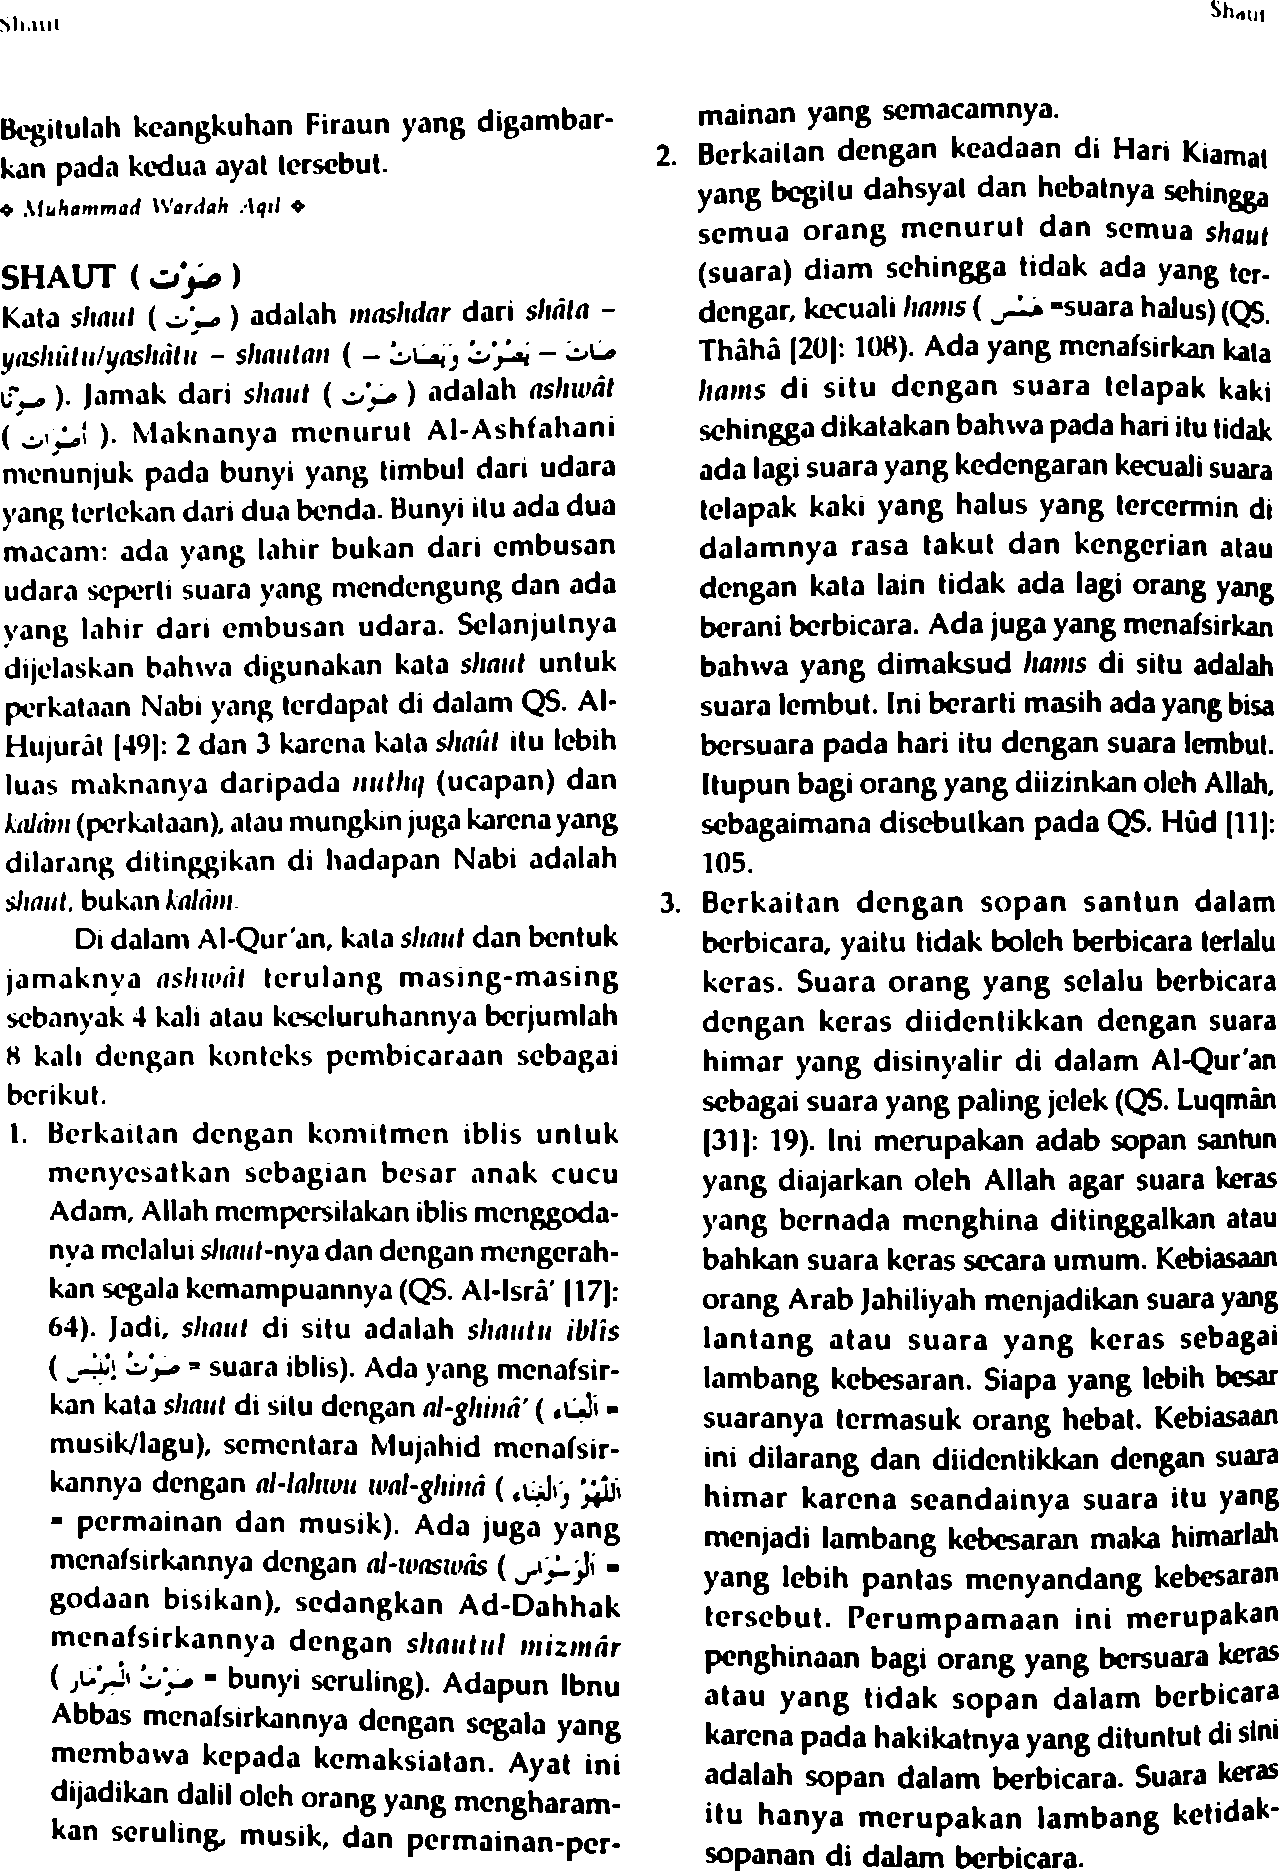 Shaut
Shaut
Begitulah keangkuhan Firaun yang digambar-
kan pada kedua ayat tersebut.
❖ Muhammad Wardah Aqil ❖
SHAUT ( صَوْت )
Kata shaut ( صَوْت ) adalah mashdar dari shâta –
yashûtu/yashâtu – shautan ( صَاتَ – يَصُوْتُ وَيَصَاتُ –
صَوْتًا ). Jamak dari shaut ( صَوْت ) adalah ashwât
( أَصْوَات ). Maknanya menurut Al-Ashfahani
menunjuk pada bunyi yang timbul dari udara
yang tertekan dari dua benda. Bunyi itu ada dua
macam: ada yang lahir bukan dari embusan
udara seperti suara yang mendengung dan ada
yang lahir dari embusan udara. Selanjutnya
dijelaskan bahwa digunakan kata shaut untuk
perkataan Nabi yang terdapat di dalam QS. Al-
Hujurât [49]: 2 dan 3 karena kata shaût itu lebih
luas maknanya daripada nuthq (ucapan) dan
kalâm (perkataan), atau mungkin juga karena yang
dilarang ditinggikan di hadapan Nabi adalah
shaut, bukan kalâm.
Di dalam Al-Qur'an, kata shaut dan bentuk
jamaknya ashwât terulang masing-masing
sebanyak 4 kali atau keseluruhannya berjumlah
8 kali dengan konteks pembicaraan sebagai
berikut.
1. Berkaitan dengan komitmen iblis untuk
menyesatkan sebagian besar anak cucu
Adam, Allah mempersilakan iblis menggoda-
nya melalui shaut-nya dan dengan mengerah-
kan segala kemampuannya (QS. Al-Isrâ' [17]:
64). Jadi, shaut di situ adalah shautu iblîs
( صَوْتُ إِبْلِيْس = suara iblis). Ada yang menafsir-
kan kata shaut di situ dengan al-ghinâ' ( اَلْغِنَاء =
musik/lagu), sementara Mujahid menafsir-
kannya dengan al-lahwu wal-ghinâ ( اَللَّهْوُ وَالْغِنَاء
= permainan dan musik). Ada juga yang
menafsirkannya dengan al-waswâs ( اَلْوَسْوَاس =
godaan bisikan), sedangkan Ad-Dahhak
menafsirkannya dengan shautul mizmâr
( صَوْتُ الْمِزْمَار = bunyi seruling). Adapun Ibnu
Abbas menafsirkannya dengan segala yang
membawa kepada kemaksiatan. Ayat ini
dijadikan dalil oleh orang yang mengharam-
kan seruling, musik, dan permainan-per-
mainan yang semacamnya.
2. Berkaitan dengan keadaan di Hari Kiamat
yang begitu dahsyat dan hebatnya sehingga
semua orang menurut dan semua shaut
(suara) diam sehingga tidak ada yang ter-
dengar, kecuali hams ( هَمْس =suara halus) (QS.
Thâhâ [20]: 108). Ada yang menafsirkan kata
hams di situ dengan suara telapak kaki
sehingga dikatakan bahwa pada hari itu tidak
ada lagi suara yang kedengaran kecuali suara
telapak kaki yang halus yang tercermin di
dalamnya rasa takut dan kengerian atau
dengan kata lain tidak ada lagi orang yang
berani berbicara. Ada juga yang menafsirkan
bahwa yang dimaksud hams di situ adalah
suara lembut. Ini berarti masih ada yang bisa
bersuara pada hari itu dengan suara lembut.
Itupun bagi orang yang diizinkan oleh Allah,
sebagaimana disebutkan pada QS. Hûd [11]:
105.
3. Berkaitan dengan sopan santun dalam
berbicara, yaitu tidak boleh berbicara terlalu
keras. Suara orang yang selalu berbicara
dengan keras diidentikkan dengan suara
himar yang disinyalir di dalam Al-Qur'an
sebagai suara yang paling jelek (QS. Luqmân
[31]: 19). Ini merupakan adab sopan santun
yang diajarkan oleh Allah agar suara keras
yang bernada menghina ditinggalkan atau
bahkan suara keras secara umum. Kebiasaan
orang Arab Jahiliyah menjadikan suara yang
lantang atau suara yang keras sebagai
lambang kebesaran. Siapa yang lebih besar
suaranya termasuk orang hebat. Kebiasaan
ini dilarang dan diidentikkan dengan suara
himar karena seandainya suara itu yang
menjadi lambang kebesaran maka himarlah
yang lebih pantas menyandang kebesaran
tersebut. Perumpamaan ini merupakan
penghinaan bagi orang yang bersuara keras
atau yang tidak sopan dalam berbicara
karena pada hakikatnya yang dituntut di sini
adalah sopan dalam berbicara. Suara keras
itu hanya merupakan lambang ketidak-
sopanan di dalam berbicara.